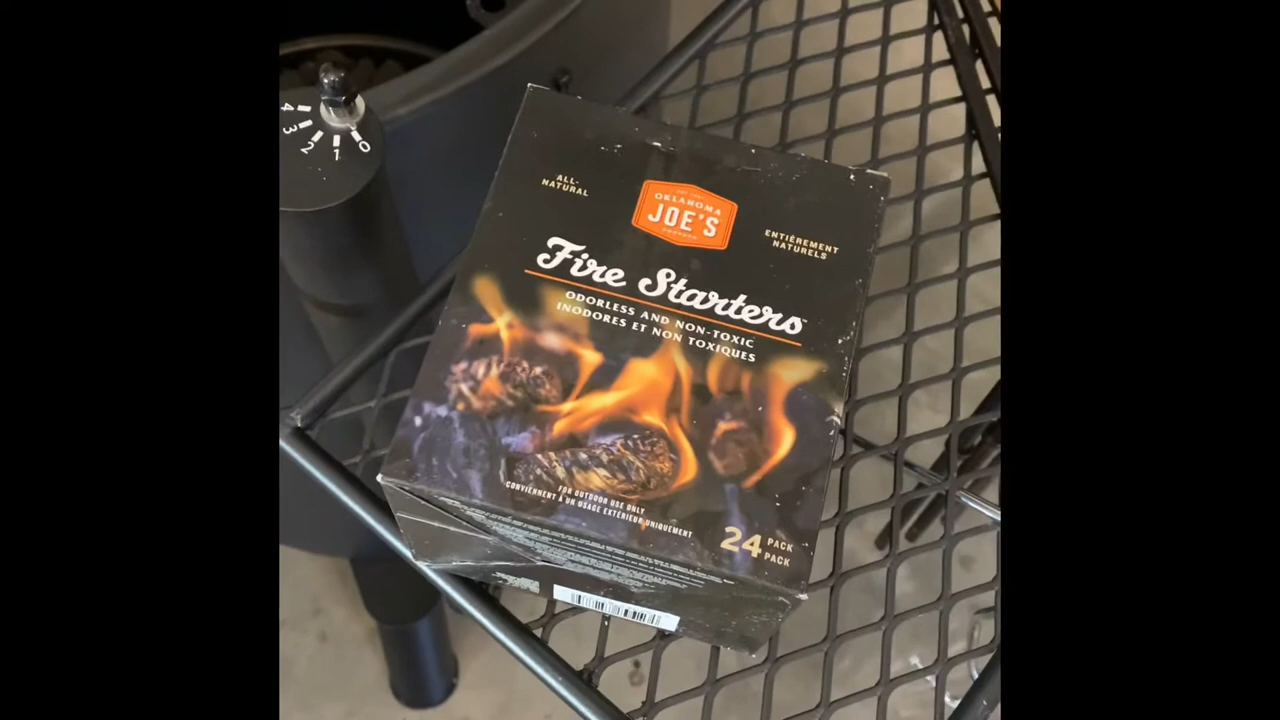 4
3
2
1
0
ALL-
NATURAL
OKLAHOMA
JOE'S
ENTIÈREMENT
NATURELS
Fire Starters
ODORLESS AND NON-TOXIC
INODORES ET NON TOXIQUES
FOR OUTDOOR USE ONLY
CONVIENNENT À UN USAGE EXTÉRIEUR UNIQUEMENT
24 PACK
PACK